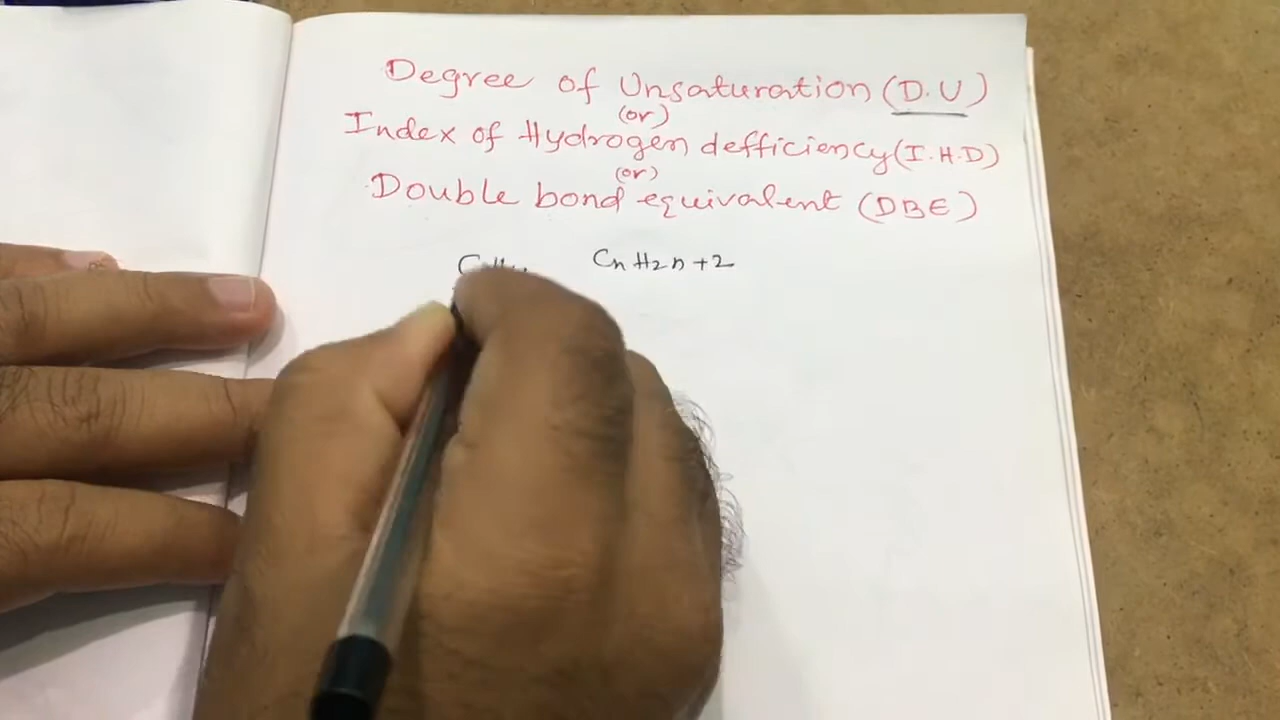 Degree of Unsaturation (D.U)
(or)
Index of Hydrogen defficiency (I.H.D)
(or)
Double bond equivalent (DBE)
CnH2n+2